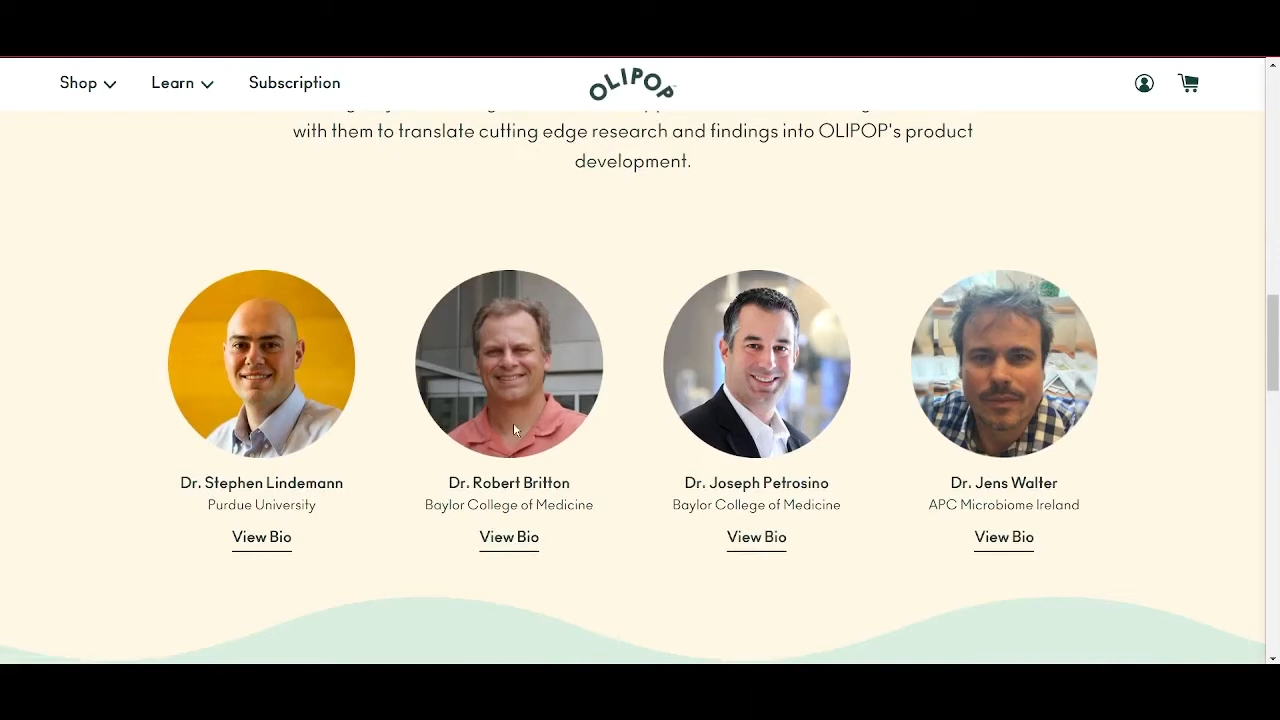 Shop
Learn
Subscription
OLIPOP
with them to translate cutting edge research and findings into OLIPOP's product
development.
Dr. Stephen Lindemann
Purdue University
View Bio
Dr. Robert Britton
Baylor College of Medicine
View Bio
Dr. Joseph Petrosino
Baylor College of Medicine
View Bio
Dr. Jens Walter
APC Microbiome Ireland
View Bio